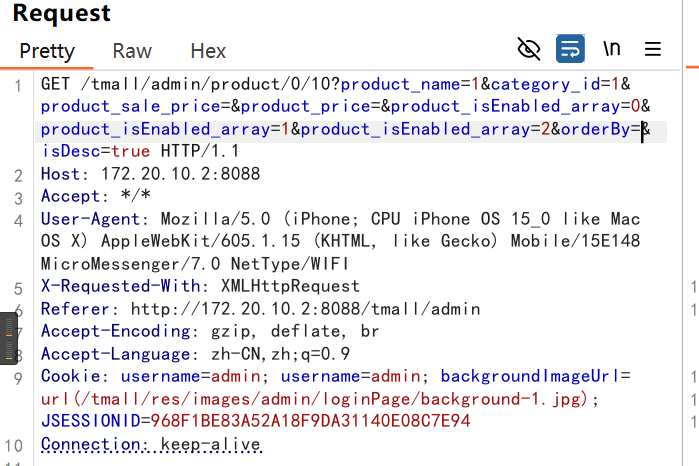 Request
Pretty Raw Hex \n
1 GET /tmall/admin/product/0/10?product_name=1&category_id=1&
product_sale_price=&product_price=&product_isEnabled_array=0&
product_isEnabled_array=1&product_isEnabled_array=2&orderBy=&
isDesc=true HTTP/1.1
2 Host: 172.20.10.2:8088
3 Accept: */*
4 User-Agent: Mozilla/5.0 (iPhone; CPU iPhone OS 15_0 like Mac
OS X) AppleWebKit/605.1.15 (KHTML, like Gecko) Mobile/15E148
MicroMessenger/7.0 NetType/WIFI
5 X-Requested-With: XMLHttpRequest
6 Referer: http://172.20.10.2:8088/tmall/admin
7 Accept-Encoding: gzip, deflate, br
8 Accept-Language: zh-CN,zh;q=0.9
9 Cookie: username=admin; username=admin; backgroundImageUrl=
url(/tmall/res/images/admin/loginPage/background-1.jpg);
JSESSIONID=968F1BE83A52A18F9DA31140E08C7E94
10 Connection: keep-alive